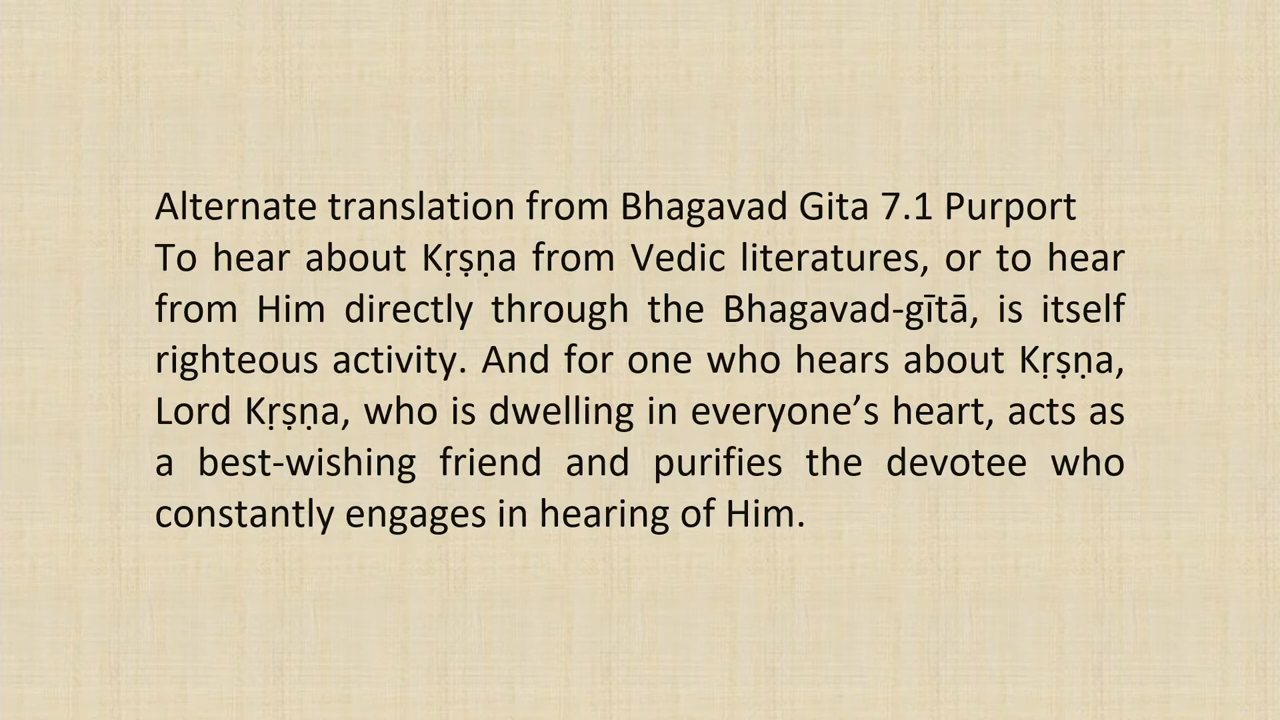 Alternate translation from Bhagavad Gita 7.1 Purport
To hear about Kṛṣṇa from Vedic literatures, or to hear
from Him directly through the Bhagavad-gītā, is itself
righteous activity. And for one who hears about Kṛṣṇa,
Lord Kṛṣṇa, who is dwelling in everyone’s heart, acts as
a best-wishing friend and purifies the devotee who
constantly engages in hearing of Him.